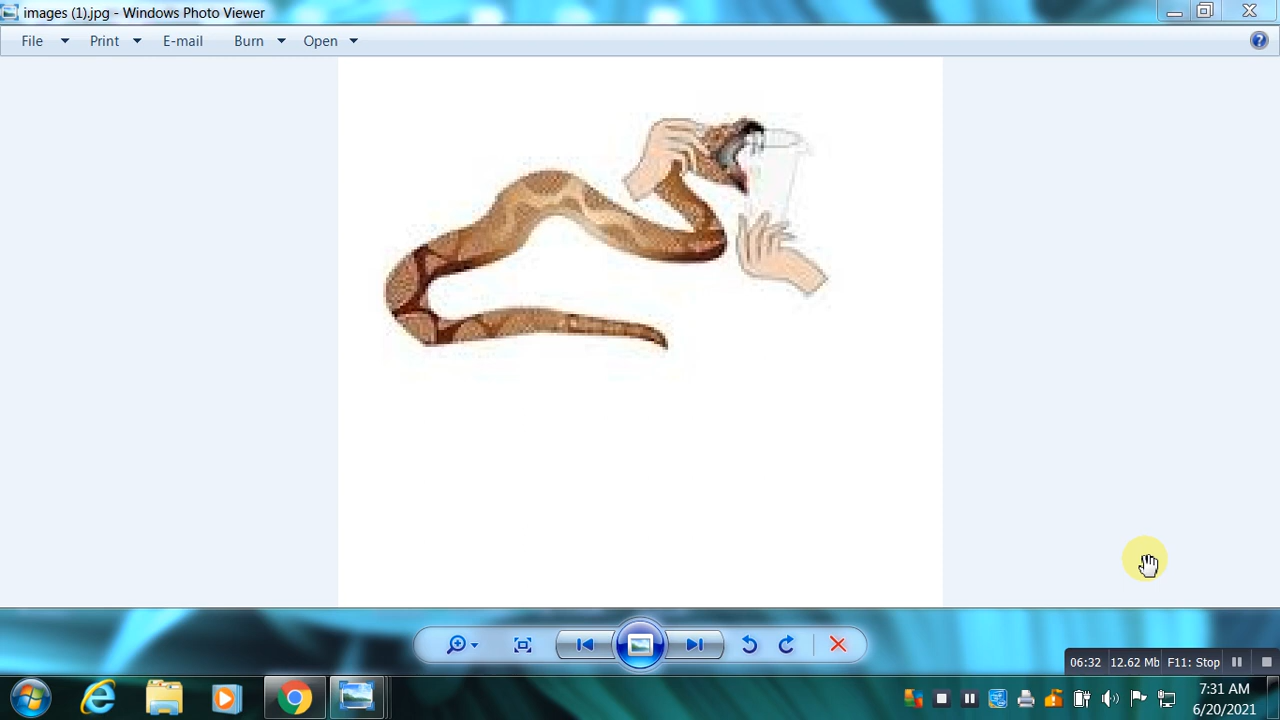 images (1).jpg - Windows Photo Viewer
File Print E-mail Burn Open
06:32 12.62 Mb F11: Stop
7:31 AM
6/20/2021